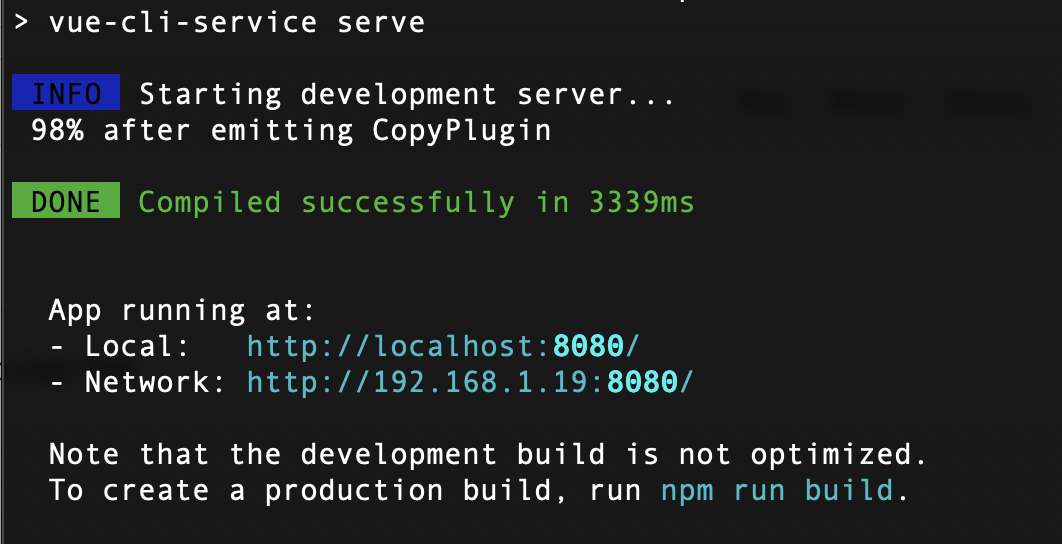 > vue-cli-service serve
INFO Starting development server...
98% after emitting CopyPlugin
DONE Compiled successfully in 3339ms
App running at:
- Local: http://localhost:8080/
- Network: http://192.168.1.19:8080/
Note that the development build is not optimized.
To create a production build, run npm run build.